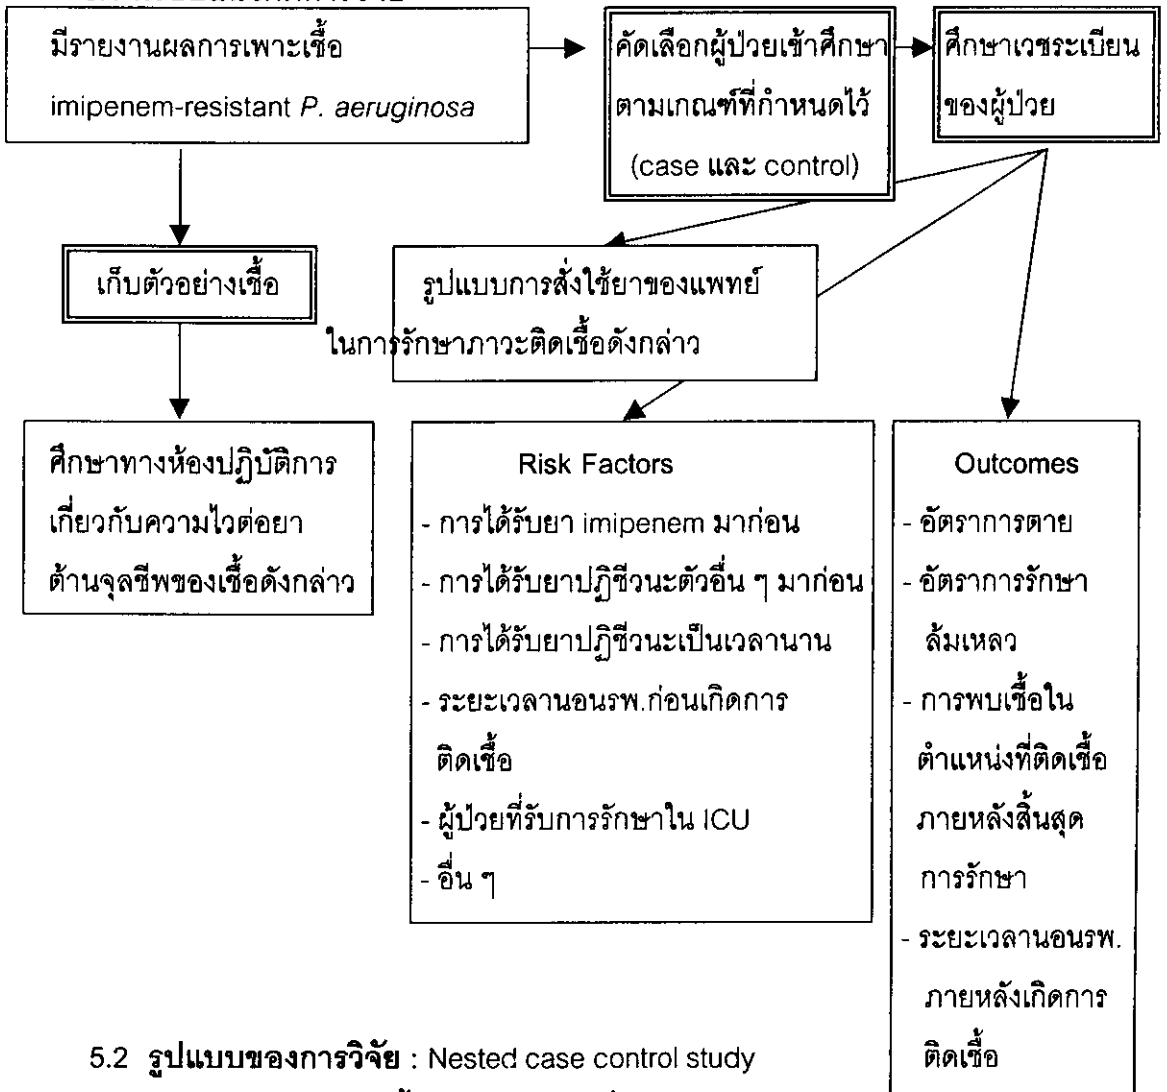 มีรายงานผลการเพาะเชื้อ
imipenem-resistant P. aeruginosa
คัดเลือกผู้ป่วยเข้าศึกษา
ตามเกณฑ์ที่กำหนดไว้
(case และ control)
ศึกษาเวชระเบียน
ของผู้ป่วย
เก็บตัวอย่างเชื้อ
รูปแบบการสั่งใช้ยาของแพทย์
ในการรักษาภาวะติดเชื้อดังกล่าว
ศึกษาทางห้องปฏิบัติการ
เกี่ยวกับความไวต่อยา
ต้านจุลชีพของเชื้อดังกล่าว
Risk Factors
- การได้รับยา imipenem มาก่อน
- การได้รับยาปฏิชีวนะตัวอื่น ๆ มาก่อน
- การได้รับยาปฏิชีวนะเป็นเวลานาน
- ระยะเวลานอนรพ.ก่อนเกิดการ
ติดเชื้อ
- ผู้ป่วยที่รับการรักษาใน ICU
- อื่น ๆ
Outcomes
- อัตราการตาย
- อัตราการรักษา
ล้มเหลว
- การพบเชื้อใน
ตำแหน่งที่ติดเชื้อ
ภายหลังสิ้นสุด
การรักษา
- ระยะเวลานอนรพ.
ภายหลังเกิดการ
ติดเชื้อ
5.2 รูปแบบของการวิจัย : Nested case control study